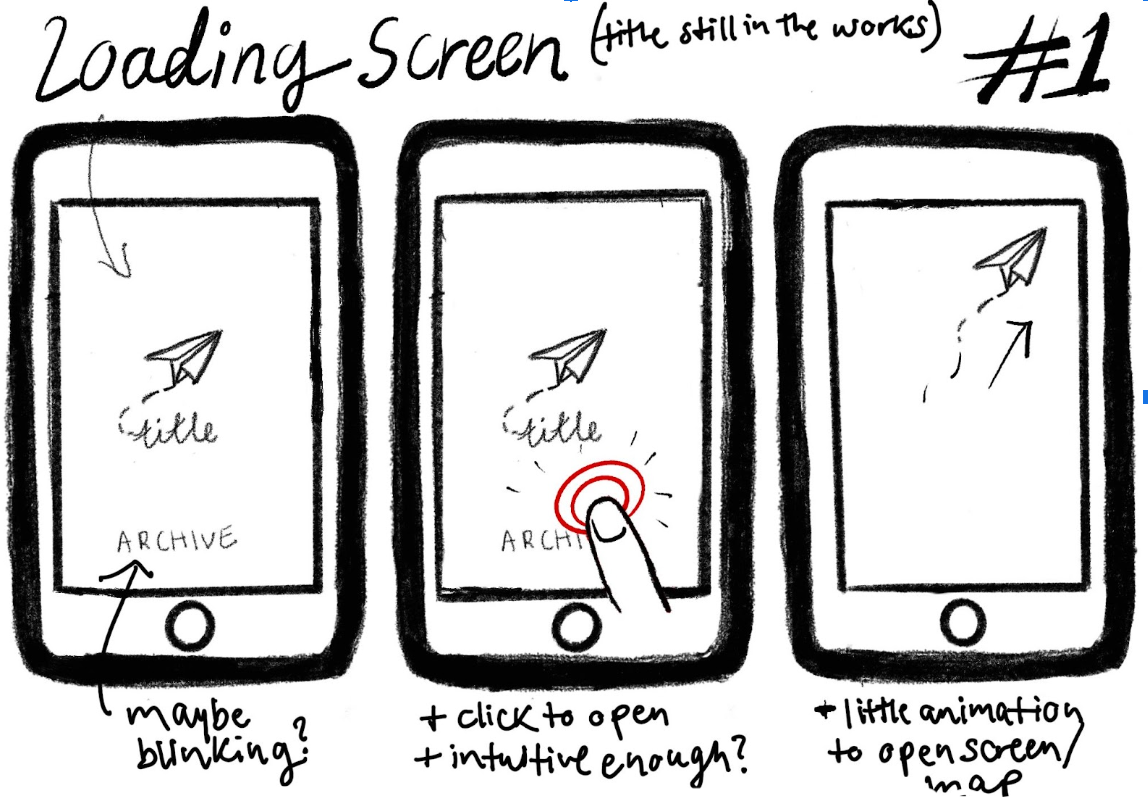 Loading Screen (title still in the works) #1
title
ARCHIVE
title
ARCHI
maybe
blinking?
+ click to open
+ intuitive enough?
+ little animation
to open screen/
map